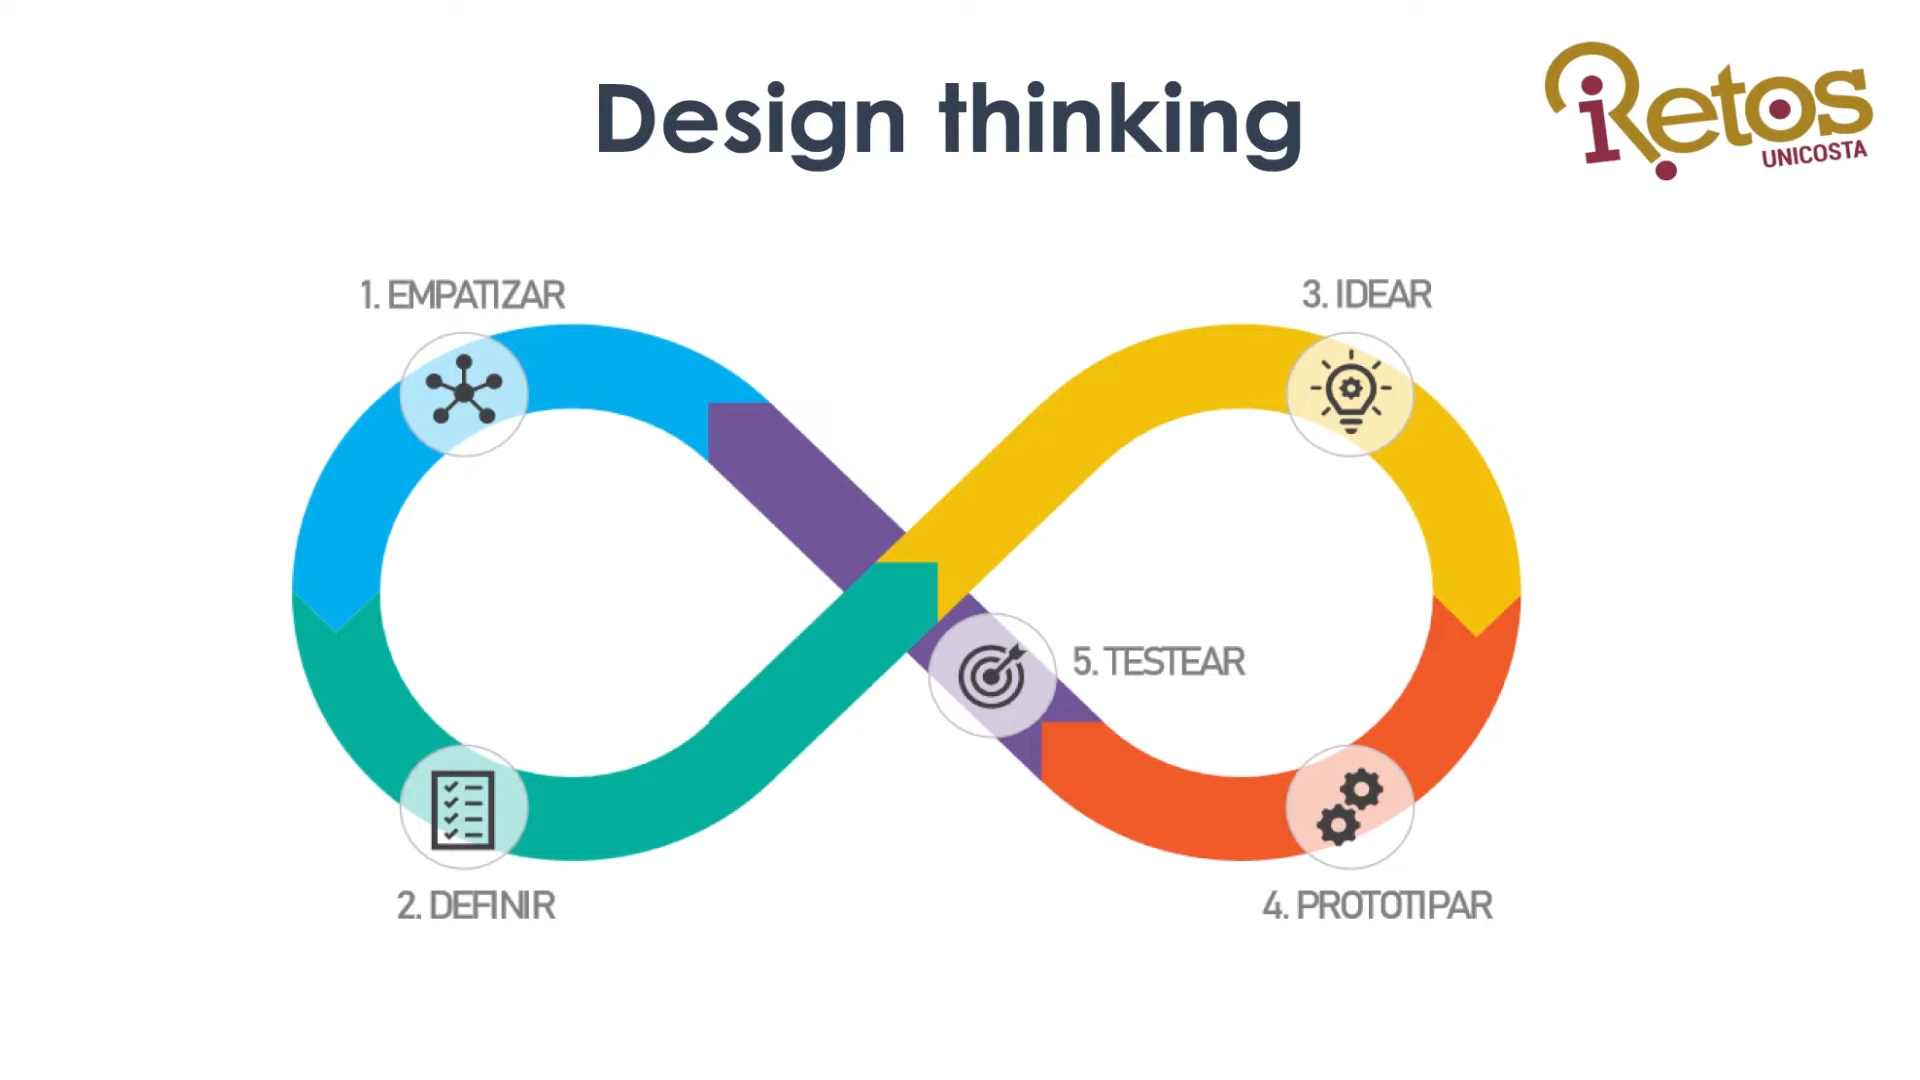 Design thinking
iRetos
UNICOSTA
1. EMPATIZAR
3. IDEAR
5. TESTEAR
2. DEFINIR
4. PROTOTIPAR